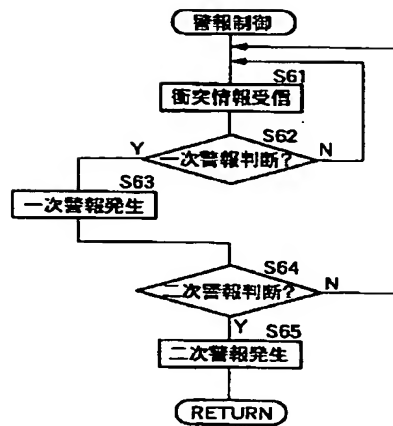 警報制御
S61
衝突情報受信
S62
Y
一次警報判断?
N
S63
一次警報発生
S64
二次警報判断?
N
Y
S65
二次警報発生
RETURN